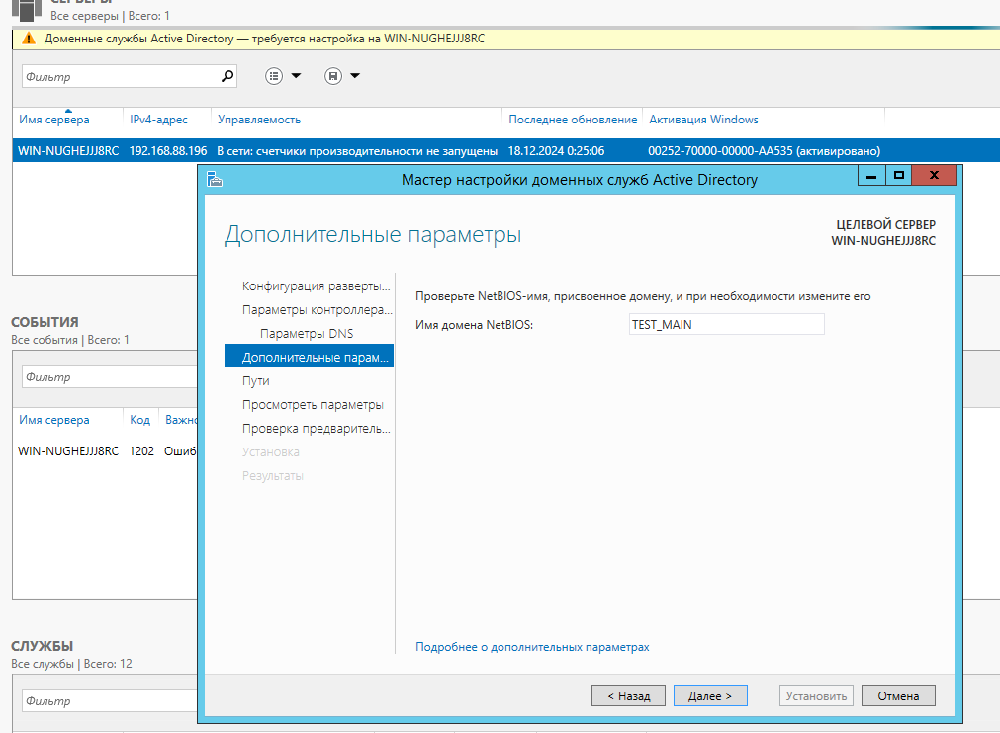 СЕРВЕРЫ
Все серверы | Всего: 1
Доменные службы Active Directory — требуется настройка на WIN-NUGHEJJJ8RC
Фильтр
Имя сервера IPv4-адрес Управляемость Последнее обновление Активация Windows
WIN-NUGHEJJJ8RC 192.168.88.196 В сети: счетчики производительности не запущены 18.12.2024 0:25:06 00252-70000-00000-AA535 (активировано)
Мастер настройки доменных служб Active Directory
Дополнительные параметры
ЦЕЛЕВОЙ СЕРВЕР
WIN-NUGHEJJJ8RC
Конфигурация разверты...
Параметры контроллера...
Параметры DNS
Дополнительные парам...
Пути
Просмотреть параметры
Проверка предваритель...
Установка
Результаты
Проверьте NetBIOS-имя, присвоенное домену, и при необходимости измените его
Имя домена NetBIOS: TEST_MAIN
Подробнее о дополнительных параметрах
< Назад Далее > Установить Отмена
СОБЫТИЯ
Все события | Всего: 1
Фильтр
Имя сервера Код Важно
WIN-NUGHEJJJ8RC 1202 Ошиб
СЛУЖБЫ
Все службы | Всего: 12
Фильтр